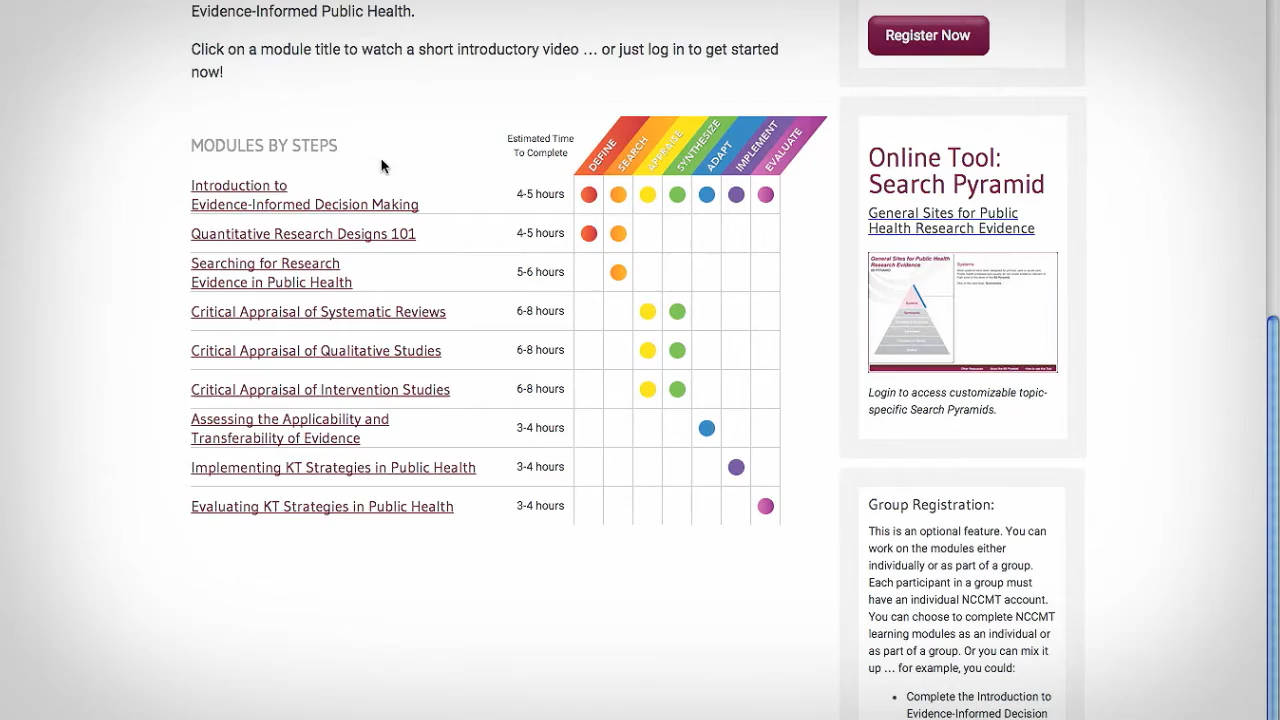 Evidence-Informed Public Health.
Click on a module title to watch a short introductory video … or just log in to get started
now!
MODULES BY STEPS
Estimated Time
To Complete
DEFINE
SEARCH
APPRAISE
SYNTHESIZE
ADAPT
IMPLEMENT
EVALUATE
Introduction to
Evidence-Informed Decision Making
4-5 hours
Quantitative Research Designs 101
4-5 hours
Searching for Research
Evidence in Public Health
5-6 hours
Critical Appraisal of Systematic Reviews
6-8 hours
Critical Appraisal of Qualitative Studies
6-8 hours
Critical Appraisal of Intervention Studies
6-8 hours
Assessing the Applicability and
Transferability of Evidence
3-4 hours
Implementing KT Strategies in Public Health
3-4 hours
Evaluating KT Strategies in Public Health
3-4 hours
Register Now
Online Tool:
Search Pyramid
General Sites for Public
Health Research Evidence
General Sites for Public Health
Research Evidence
Systems
Login to access customizable topic-
specific Search Pyramids.
Group Registration:
This is an optional feature. You can
work on the modules either
individually or as part of a group.
Each participant in a group must
have an individual NCCMT account.
You can choose to complete NCCMT
learning modules as an individual or
as part of a group. Or you can mix it
up … for example, you could:
• Complete the Introduction to
Evidence-Informed Decision